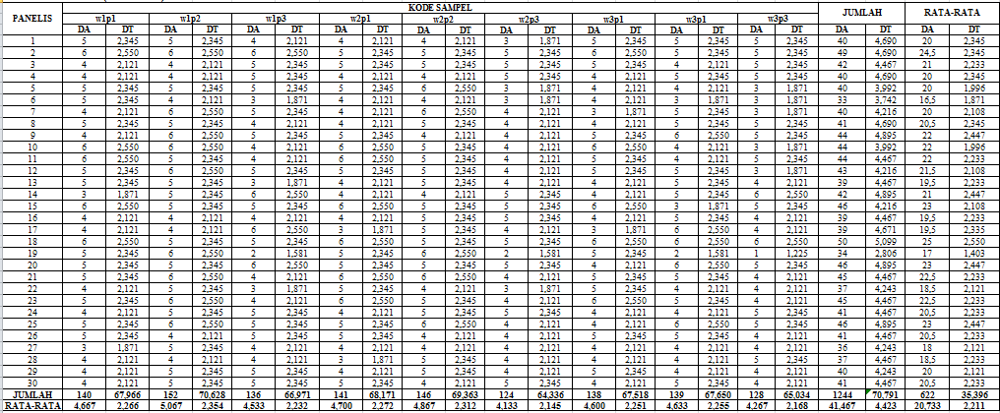 PANELIS KODE SAMPEL JUMLAH RATA-RATA
w1p1 w1p2 w1p3 w2p1 w2p2 w2p3 w3p1 w3p1 w3p3
DA DT DA DT DA DT DA DT DA DT DA DT DA DT DA DT DA DT DA DT DA DT
1 5 2,345 5 2,345 4 2,121 4 2,121 4 2,121 3 1,871 5 2,345 5 2,345 5 2,345 40 4,690 20 2,345
2 6 2,550 6 2,550 6 2,550 5 2,345 5 2,345 5 2,345 6 2,550 5 2,345 5 2,345 49 4,690 24,5 2,345
3 4 2,121 4 2,121 5 2,345 5 2,345 5 2,345 5 2,345 5 2,345 4 2,121 5 2,345 42 4,467 21 2,233
4 4 2,121 4 2,121 5 2,345 4 2,121 4 2,121 5 2,345 4 2,121 5 2,345 5 2,345 40 4,690 20 2,345
5 5 2,345 5 2,345 5 2,345 5 2,345 6 2,550 3 1,871 4 2,121 4 2,121 3 1,871 40 3,992 20 1,996
6 5 2,345 4 2,121 3 1,871 4 2,121 4 2,121 3 1,871 4 2,121 3 1,871 3 1,871 33 3,742 16,5 1,871
7 4 2,121 6 2,550 5 2,345 4 2,121 6 2,550 4 2,121 3 1,871 5 2,345 3 1,871 40 4,216 20 2,108
8 5 2,345 5 2,345 4 2,121 4 2,121 5 2,345 4 2,121 4 2,121 5 2,345 5 2,345 41 4,690 20,5 2,345
9 4 2,121 6 2,550 5 2,345 5 2,345 4 2,121 4 2,121 5 2,345 6 2,550 5 2,345 44 4,895 22 2,447
10 6 2,550 6 2,550 4 2,121 6 2,550 5 2,345 4 2,121 6 2,550 4 2,121 3 1,871 44 3,992 22 1,996
11 6 2,550 5 2,345 4 2,121 6 2,550 5 2,345 4 2,121 5 2,345 4 2,121 5 2,345 44 4,467 22 2,233
12 5 2,345 6 2,550 5 2,345 5 2,345 5 2,345 4 2,121 5 2,345 5 2,345 3 1,871 43 4,216 21,5 2,108
13 5 2,345 5 2,345 3 1,871 4 2,121 5 2,345 4 2,121 4 2,121 5 2,345 4 2,121 39 4,467 19,5 2,233
14 3 1,871 5 2,345 6 2,550 4 2,121 4 2,121 5 2,345 4 2,121 5 2,345 6 2,550 42 4,895 21 2,447
15 6 2,550 5 2,345 5 2,345 6 2,550 5 2,345 5 2,345 6 2,550 3 1,871 5 2,345 46 4,216 23 2,108
16 4 2,121 4 2,121 4 2,121 4 2,121 5 2,345 5 2,345 4 2,121 5 2,345 4 2,121 39 4,467 19,5 2,233
17 4 2,121 4 2,121 6 2,550 3 1,871 5 2,345 4 2,121 3 1,871 6 2,550 4 2,121 39 4,671 19,5 2,335
18 6 2,550 5 2,345 5 2,345 6 2,550 5 2,345 5 2,345 6 2,550 6 2,550 6 2,550 50 5,099 25 2,550
19 5 2,345 6 2,550 2 1,581 5 2,345 6 2,550 2 1,581 5 2,345 2 1,581 1 1,225 34 2,806 17 1,403
20 5 2,345 5 2,345 6 2,550 5 2,345 5 2,345 5 2,345 4 2,121 6 2,550 5 2,345 46 4,895 23 2,447
21 5 2,345 6 2,550 4 2,121 6 2,550 6 2,550 4 2,121 5 2,345 5 2,345 4 2,121 45 4,467 22,5 2,233
22 4 2,121 5 2,345 3 1,871 5 2,345 4 2,121 3 1,871 5 2,345 4 2,121 4 2,121 37 4,243 18,5 2,121
23 5 2,345 6 2,550 4 2,121 6 2,550 5 2,345 4 2,121 6 2,550 5 2,345 4 2,121 45 4,467 22,5 2,233
24 4 2,121 5 2,345 5 2,345 4 2,121 5 2,345 5 2,345 4 2,121 4 2,121 5 2,345 41 4,467 20,5 2,233
25 5 2,345 6 2,550 5 2,345 5 2,345 6 2,550 4 2,121 4 2,121 6 2,550 5 2,345 46 4,895 23 2,447
26 5 2,345 4 2,121 5 2,345 5 2,345 4 2,121 4 2,121 5 2,345 5 2,345 4 2,121 41 4,467 20,5 2,233
27 3 1,871 5 2,345 4 2,121 4 2,121 4 2,121 4 2,121 4 2,121 4 2,121 4 2,121 36 4,243 18 2,121
28 4 2,121 4 2,121 4 2,121 3 1,871 5 2,345 4 2,121 4 2,121 4 2,121 5 2,345 37 4,467 18,5 2,233
29 4 2,121 5 2,345 5 2,345 4 2,121 5 2,345 4 2,121 5 2,345 4 2,121 4 2,121 40 4,243 20 2,121
30 4 2,121 5 2,345 5 2,345 5 2,345 4 2,121 5 2,345 4 2,121 5 2,345 4 2,121 41 4,467 20,5 2,233
JUMLAH 140 67,966 152 70,628 136 66,971 141 68,171 146 69,363 124 64,336 138 67,518 139 67,650 128 65,034 1244 70,791 622 35,396
RATA-RATA 4,667 2,266 5,067 2,354 4,533 2,232 4,700 2,272 4,867 2,312 4,133 2,145 4,600 2,251 4,633 2,255 4,267 2,168 41,467 4,423 20,733 2,211